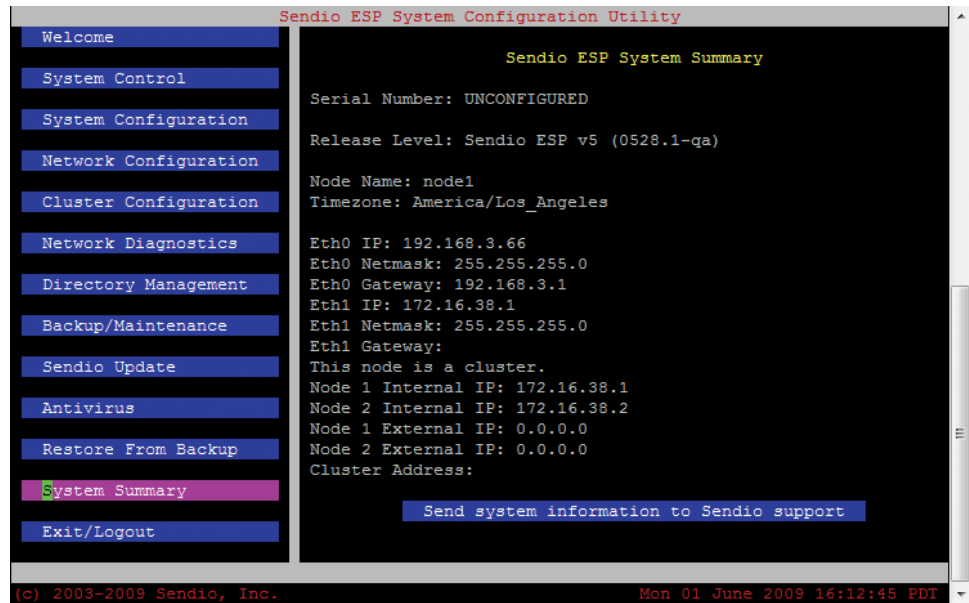 Sendio ESP System Configuration Utility
Welcome
System Control
System Configuration
Network Configuration
Cluster Configuration
Network Diagnostics
Directory Management
Backup/Maintenance
Sendio Update
Antivirus
Restore From Backup
System Summary
Exit/Logout
Sendio ESP System Summary
Serial Number: UNCONFIGURED
Release Level: Sendio ESP v5 (0528.1-qa)
Node Name: node1
Timezone: America/Los_Angeles
Eth0 IP: 192.168.3.66
Eth0 Netmask: 255.255.255.0
Eth0 Gateway: 192.168.3.1
Eth1 IP: 172.16.38.1
Eth1 Netmask: 255.255.255.0
Eth1 Gateway:
This node is a cluster.
Node 1 Internal IP: 172.16.38.1
Node 2 Internal IP: 172.16.38.2
Node 1 External IP: 0.0.0.0
Node 2 External IP: 0.0.0.0
Cluster Address:
Send system information to Sendio support
(c) 2003-2009 Sendio, Inc.
Mon 01 June 2009 16:12:45 PDT